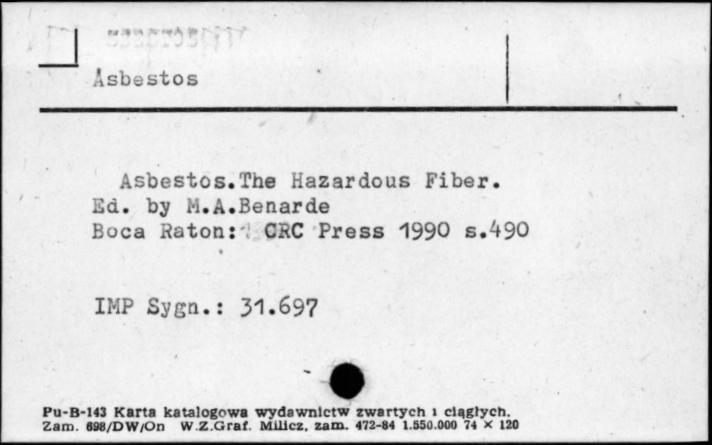 Asbestos
Asbestos.The Hazardous Fiber.
Ed. by M.A.Benarde
Boca Raton: CRC Press 1990 s.490
IMP Sygn.: 31.697
Pu-B-143 Karta katalogowa wydawnictw zwartych i ciągłych.
Zam. 698/DW/On W.Z.Graf. Milicz, zam. 472-84 1.550.000 74 × 120